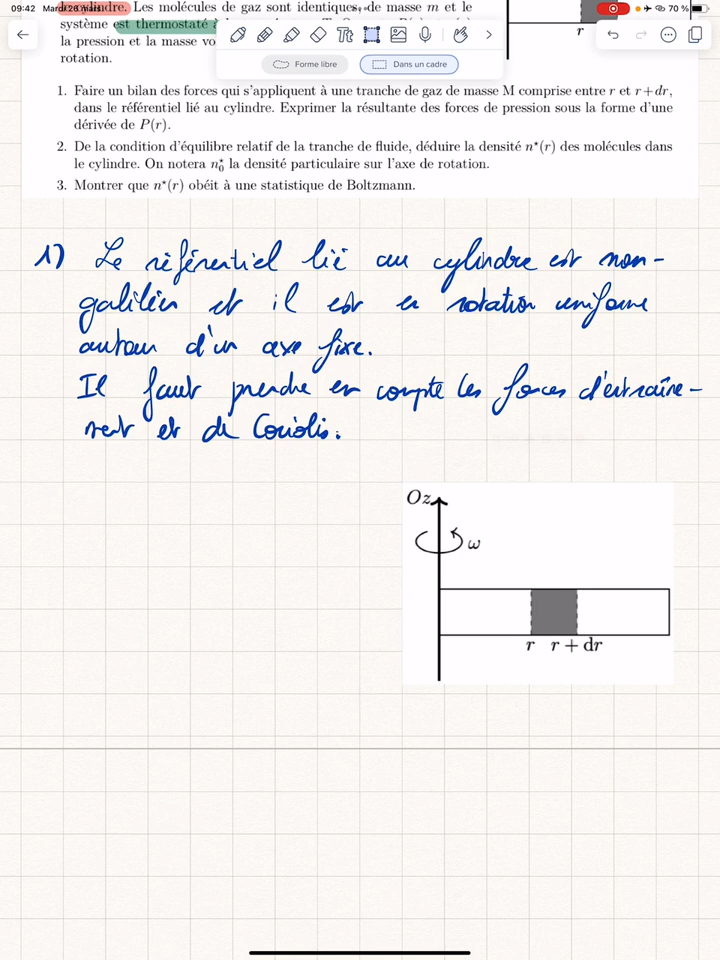 09:42 Mardi 26 mars
70 %
du cylindre. Les molécules de gaz sont identiques, de masse m et le
système est thermostaté à
la pression et la masse vo
rotation.
r
Forme libre
Dans un cadre
1. Faire un bilan des forces qui s'appliquent à une tranche de gaz de masse M comprise entre r et r+dr,
dans le référentiel lié au cylindre. Exprimer la résultante des forces de pression sous la forme d'une
dérivée de P(r).
2. De la condition d'équilibre relatif de la tranche de fluide, déduire la densité n*(r) des molécules dans
le cylindre. On notera n₀* la densité particulaire sur l'axe de rotation.
3. Montrer que n*(r) obéit à une statistique de Boltzmann.
1) Le référentiel lié au cylindre est non-
galiléen et il est en rotation uniforme
autour d'un axe fixe.
Il faut prendre en compte les forces d'entraîne-
ment et de Coriolis.
Oz
ω
r r + dr